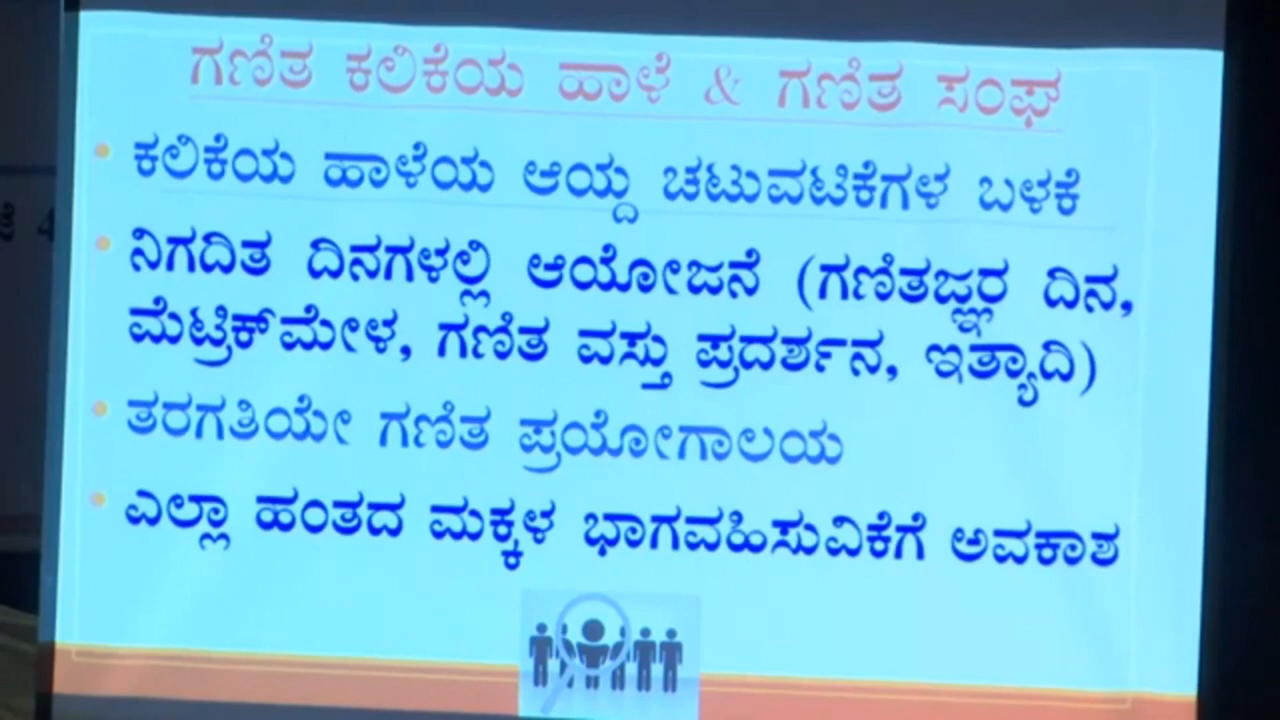 ಗಣಿತ ಕಲಿಕೆಯ ಹಾಳೆ & ಗಣಿತ ಸಂಘ
• ಕಲಿಕೆಯ ಹಾಳೆಯ ಆಯ್ದ ಚಟುವಟಿಕೆಗಳ ಬಳಕೆ
• ನಿಗದಿತ ದಿನಗಳಲ್ಲಿ ಆಯೋಜನೆ (ಗಣಿತಜ್ಞರ ದಿನ,
ಮೆಟ್ರಿಕ್‌ಮೇಳ, ಗಣಿತ ವಸ್ತು ಪ್ರದರ್ಶನ, ಇತ್ಯಾದಿ)
• ತರಗತಿಯೇ ಗಣಿತ ಪ್ರಯೋಗಾಲಯ
• ಎಲ್ಲಾ ಹಂತದ ಮಕ್ಕಳ ಭಾಗವಹಿಸುವಿಕೆಗೆ ಅವಕಾಶ